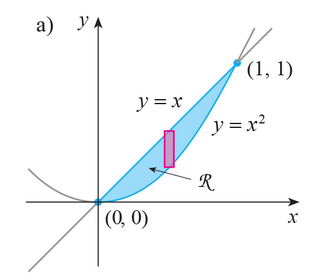 a) y
(1, 1)
y = x
y = x²
ℛ
(0, 0)
x